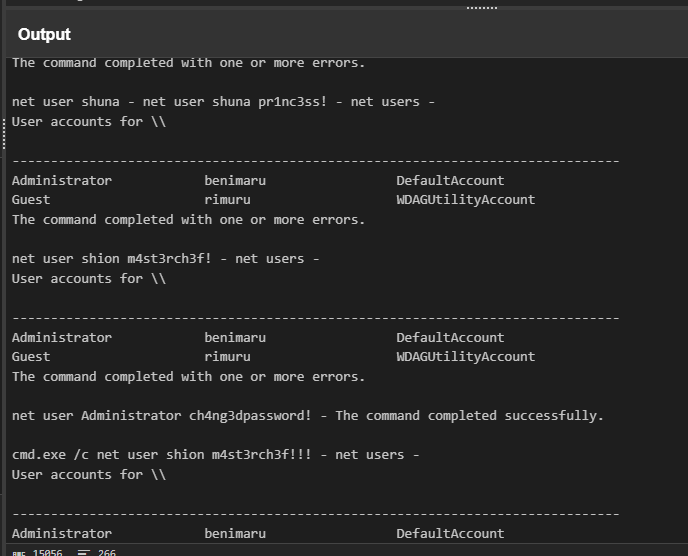 Output
The command completed with one or more errors.
net user shuna - net user shuna pr1nc3ss! - net users -
User accounts for \\
-------------------------------------------------------------------------------
Administrator benimaru DefaultAccount
Guest rimuru WDAGUtilityAccount
The command completed with one or more errors.
net user shion m4st3rch3f! - net users -
User accounts for \\
-------------------------------------------------------------------------------
Administrator benimaru DefaultAccount
Guest rimuru WDAGUtilityAccount
The command completed with one or more errors.
net user Administrator ch4ng3dpassword! - The command completed successfully.
cmd.exe /c net user shion m4st3rch3f!!! - net users -
User accounts for \\
-------------------------------------------------------------------------------
Administrator benimaru DefaultAccount
15056 266